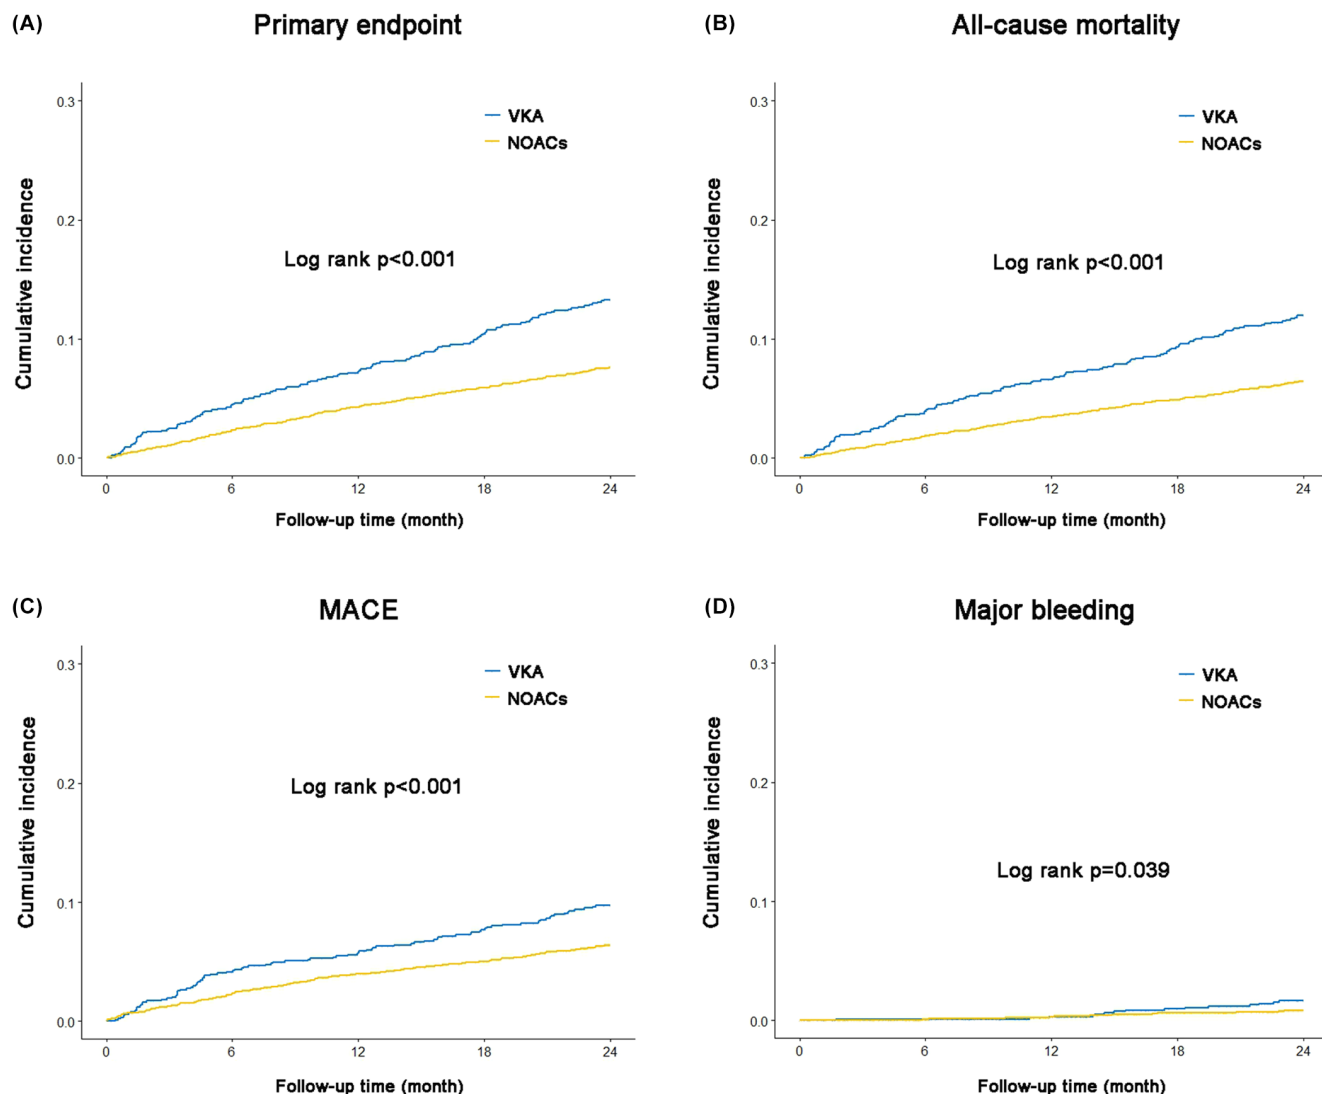 (A)
Primary endpoint
0.3
0.2
0.1
0.0
Cumulative incidence
VKA
NOACs
Log rank p<0.001
0 6 12 18 24
Follow-up time (month)
(B)
All-cause mortality
0.3
0.2
0.1
0.0
Cumulative incidence
VKA
NOACs
Log rank p<0.001
0 6 12 18 24
Follow-up time (month)
(C)
MACE
0.3
0.2
0.1
0.0
Cumulative incidence
VKA
NOACs
Log rank p<0.001
0 6 12 18 24
Follow-up time (month)
(D)
Major bleeding
0.3
0.2
0.1
0.0
Cumulative incidence
VKA
NOACs
Log rank p=0.039
0 6 12 18 24
Follow-up time (month)